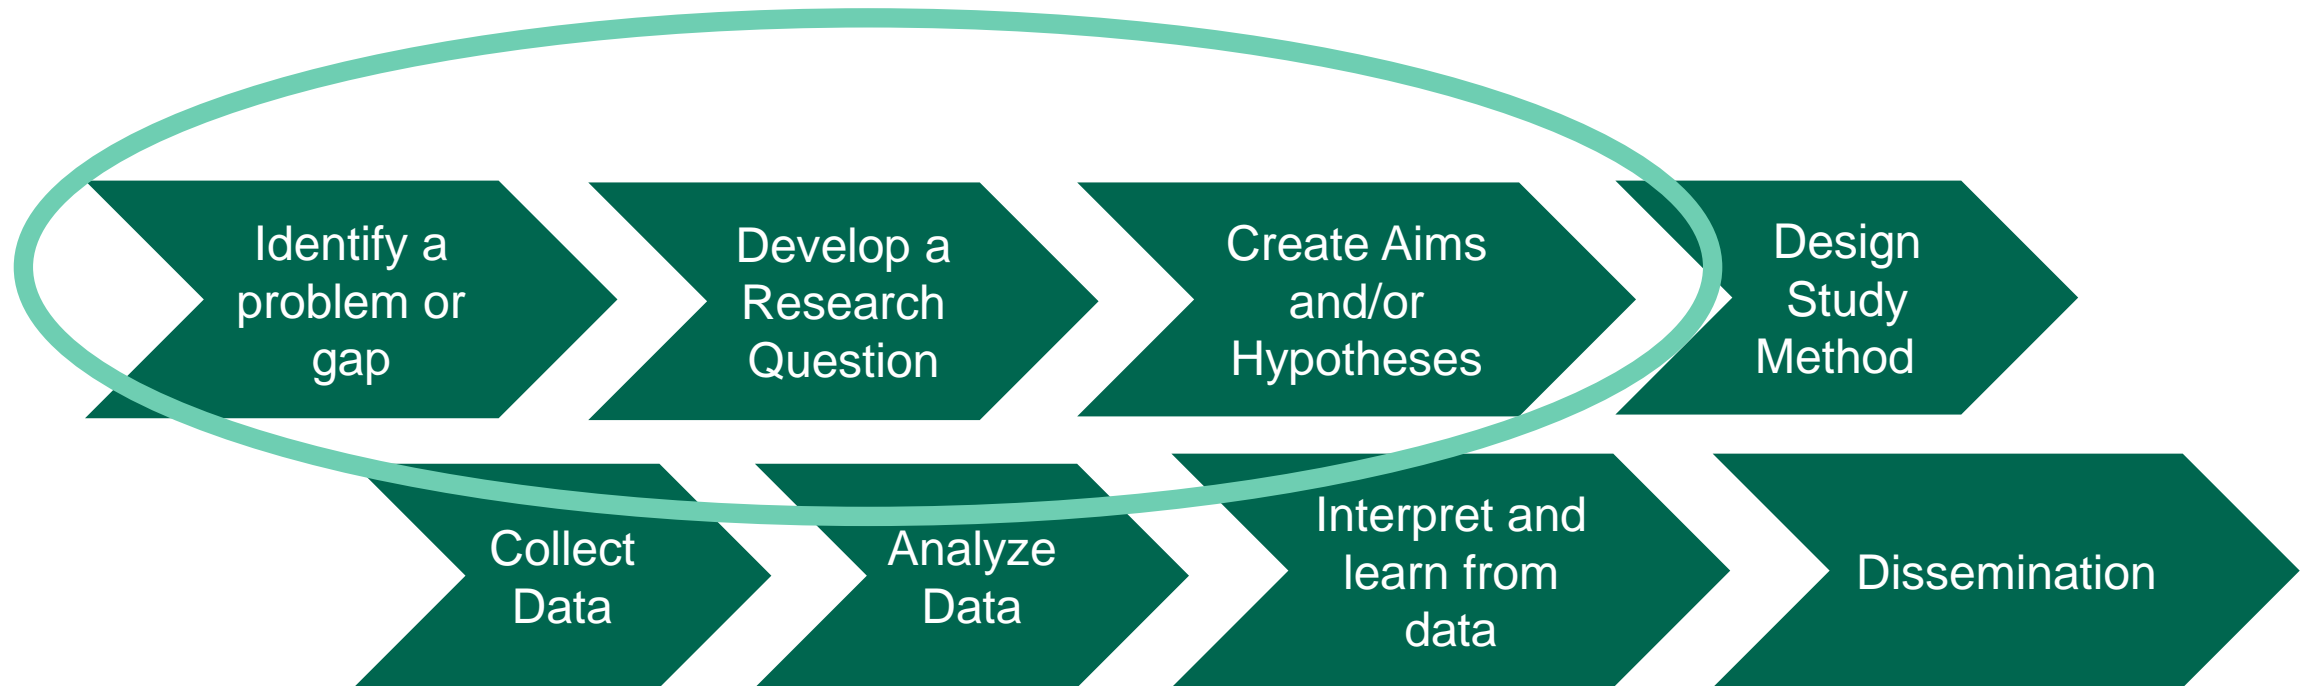 Identify a
problem or
gap
Develop a
Research
Question
Create Aims
and/or
Hypotheses
Design
Study
Method
Collect
Data
Analyze
Data
Interpret and
learn from
data
Dissemination